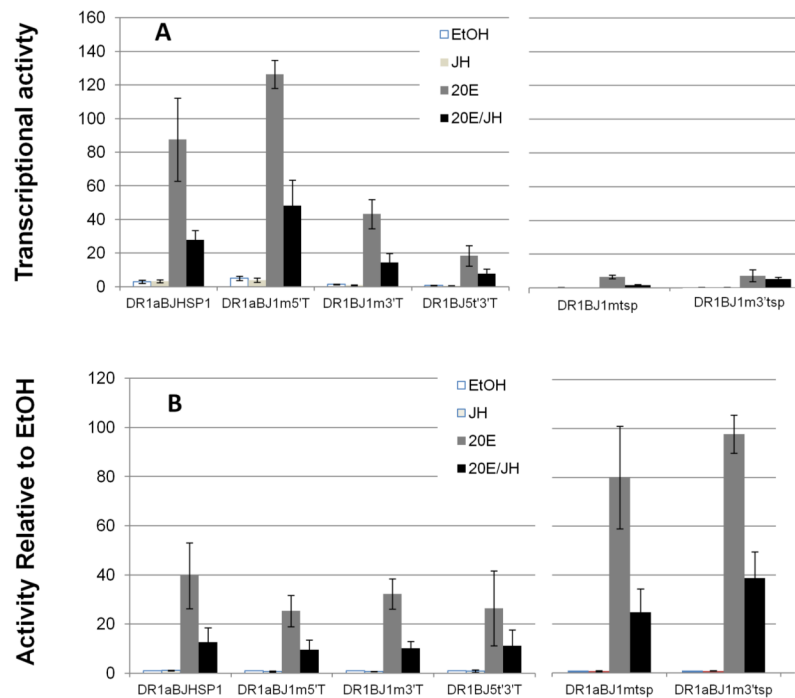 Transcriptional activty
160
140
120
100
80
60
40
20
0
A
EtOH
JH
20E
20E/JH
DR1aBJHSP1 DR1aBJ1m5'T DR1BJ1m3'T DR1BJ5t'3'T
DR1BJ1mtsp DR1BJ1m3'tsp
Activity Relative to EtOH
120
100
80
60
40
20
0
B
EtOH
JH
20E
20E/JH
DR1aBJHSP1 DR1aBJ1m5'T DR1BJ1m3'T DR1BJ5t'3'T
DR1aBJ1mtsp DR1aBJ1m3'tsp